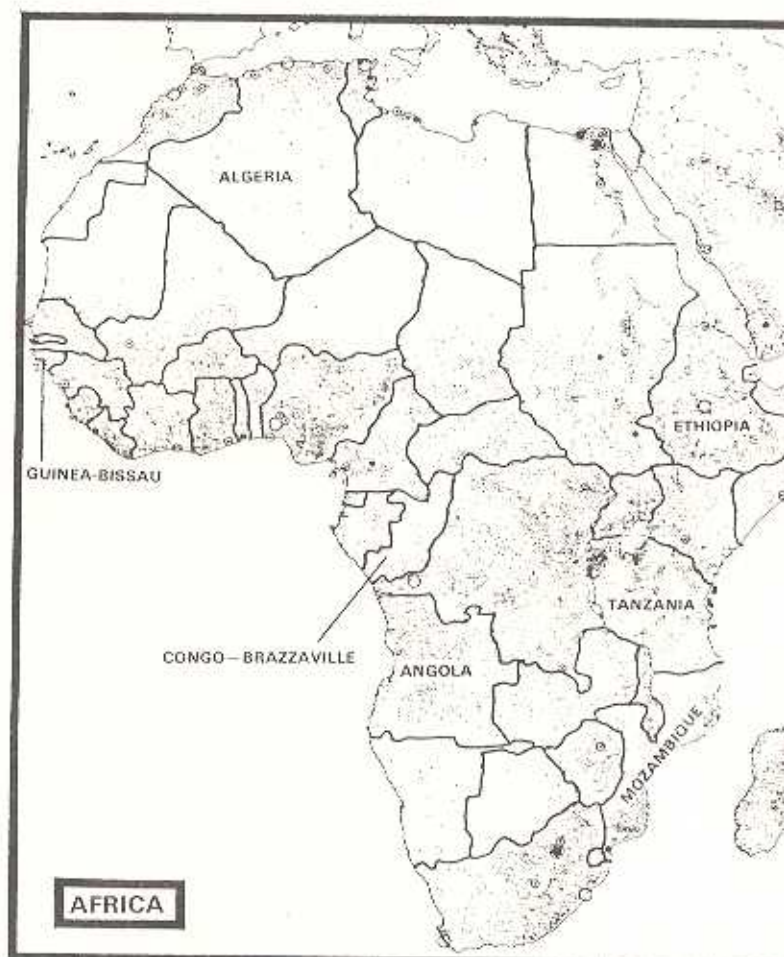 ALGERIA
ETHIOPIA
GUINEA-BISSAU
TANZANIA
CONGO—BRAZZAVILLE
ANGOLA
MOZAMBIQUE
AFRICA